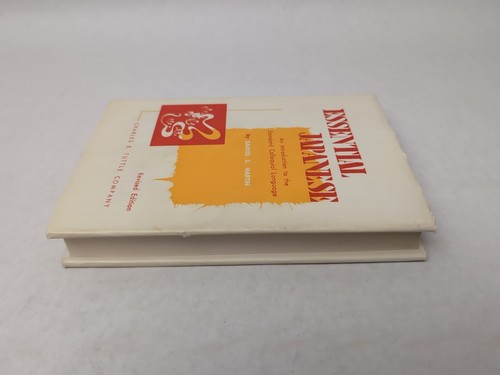 ESSENTIAL
JAPANESE
An Introduction to the
Standard Colloquial Language
By SAMUEL E. MARTIN
Revised Edition
CHARLES E. TUTTLE COMPANY